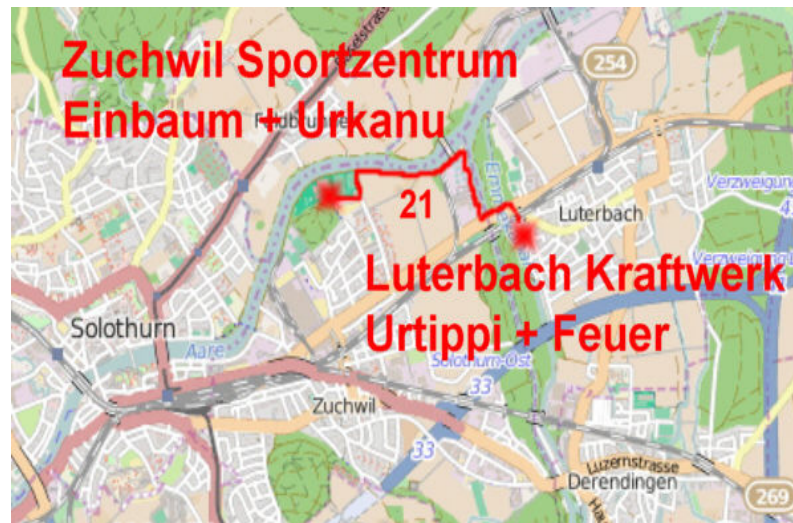 Zuchwil Sportzentrum
Einbaum + Urkanu
254
21
Luterbach
Luterbach Kraftwerk
Urtippi + Feuer
Solothurn
Aare
Solothurn-Ost
33
Zuchwil
33
Luzernstrasse
Derendingen
269